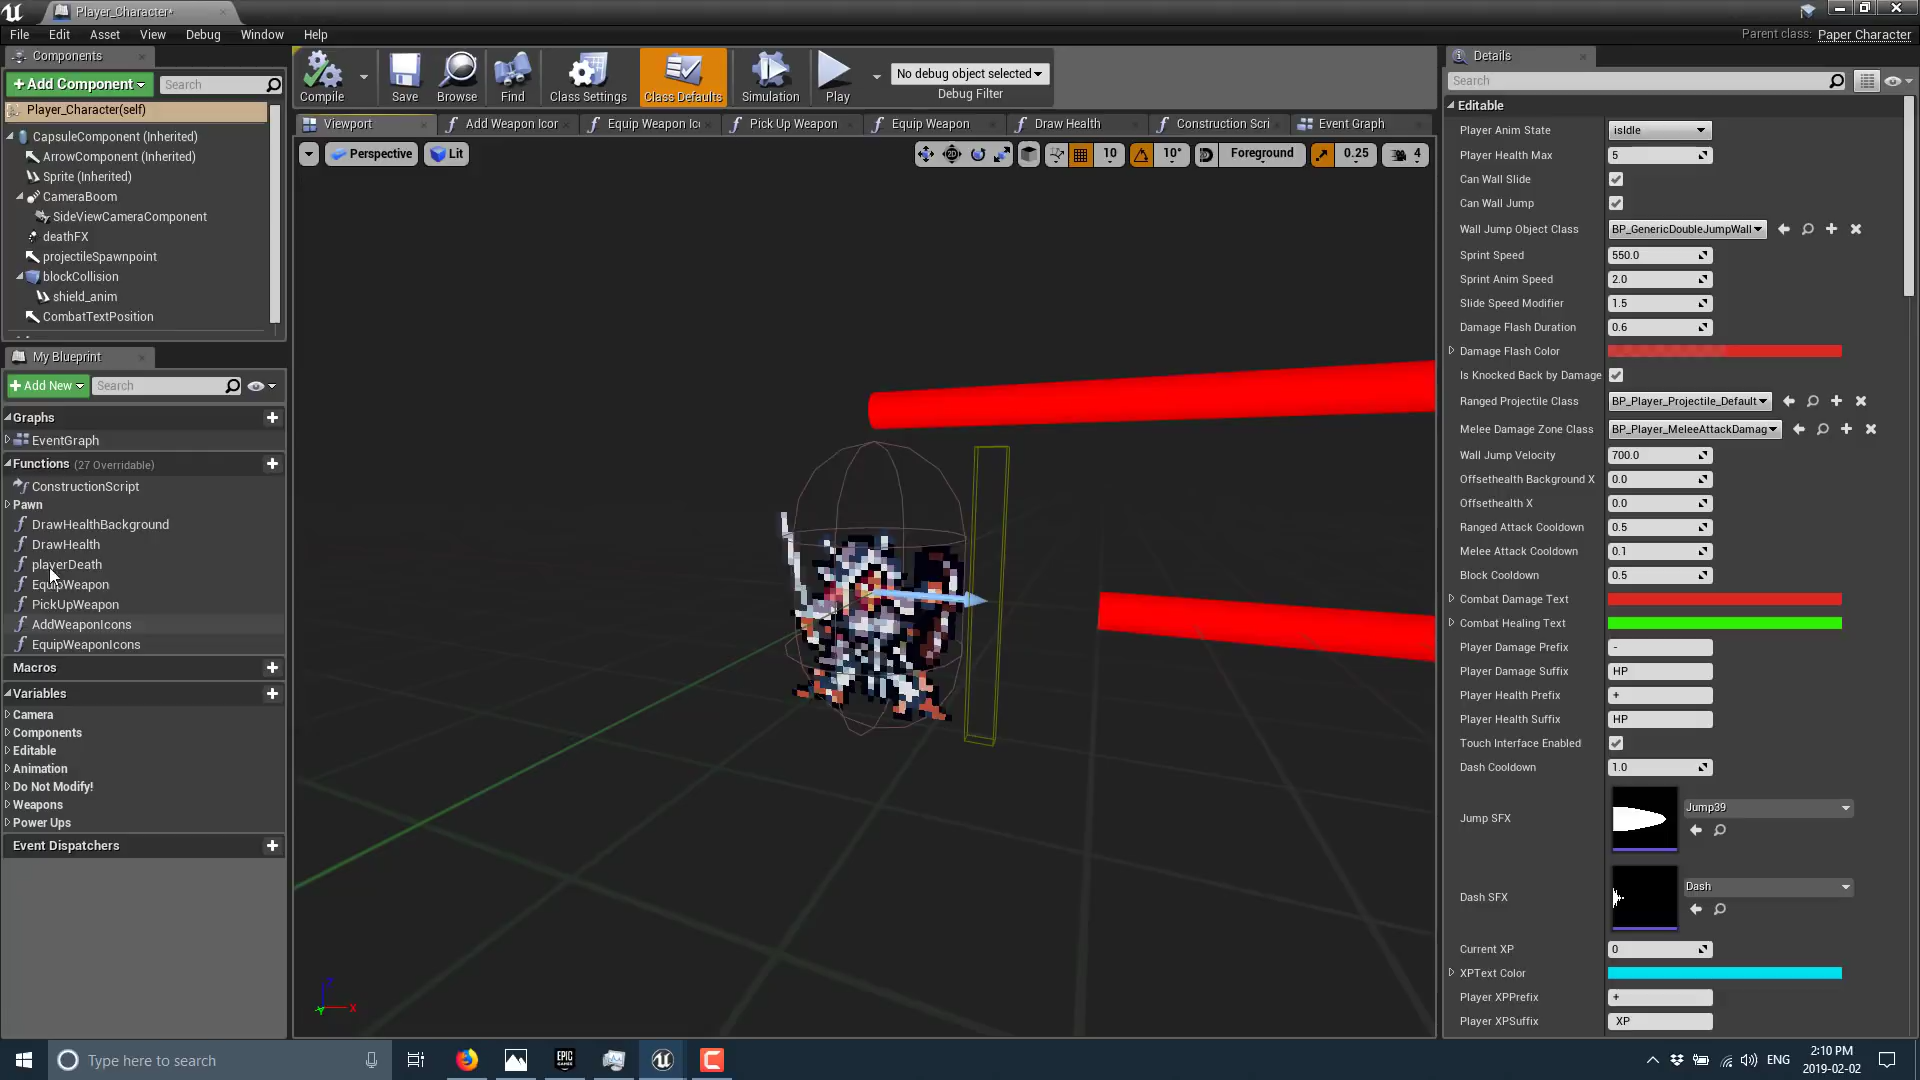 Player_Character*
File Edit Asset View Debug Window Help
Parent class: Paper Character
Components
+ Add Component Search
Player_Character(self)
CapsuleComponent (Inherited)
ArrowComponent (Inherited)
Sprite (Inherited)
CameraBoom
SideViewCameraComponent
deathFX
projectileSpawnpoint
blockCollision
shield_anim
CombatTextPosition
My Blueprint
+ Add New Search
Graphs
EventGraph
Functions (27 Overridable)
ConstructionScript
Pawn
DrawHealthBackground
DrawHealth
playerDeath
EquipWeapon
PickUpWeapon
AddWeaponIcons
EquipWeaponIcons
Macros
Variables
Camera
Components
Editable
Animation
Do Not Modify!
Weapons
Power Ups
Event Dispatchers
Compile Save Browse Find Class Settings Class Defaults Simulation Play
No debug object selected
Debug Filter
Viewport Add Weapon Icon Equip Weapon Ic Pick Up Weapon Equip Weapon Draw Health Construction Scri Event Graph
Perspective Lit
10 10° Foreground 0.25 4
Z
Y X
Details
Search
Editable
Player Anim State isIdle
Player Health Max 5
Can Wall Slide
Can Wall Jump
Wall Jump Object Class BP_GenericDoubleJumpWall
Sprint Speed 550.0
Sprint Anim Speed 2.0
Slide Speed Modifier 1.5
Damage Flash Duration 0.6
Damage Flash Color
Is Knocked Back by Damage
Ranged Projectile Class BP_Player_Projectile_Default
Melee Damage Zone Class BP_Player_MeleeAttackDamag
Wall Jump Velocity 700.0
Offsethealth Background X 0.0
Offsethealth X 0.0
Ranged Attack Cooldown 0.5
Melee Attack Cooldown 0.1
Block Cooldown 0.5
Combat Damage Text
Combat Healing Text
Player Damage Prefix -
Player Damage Suffix HP
Player Health Prefix +
Player Health Suffix HP
Touch Interface Enabled
Dash Cooldown 1.0
Jump SFX Jump39
Dash SFX Dash
Current XP 0
XPText Color
Player XPPrefix +
Player XPSuffix XP
Type here to search
EPIC GAMES
ENG
2:10 PM
2019-02-02